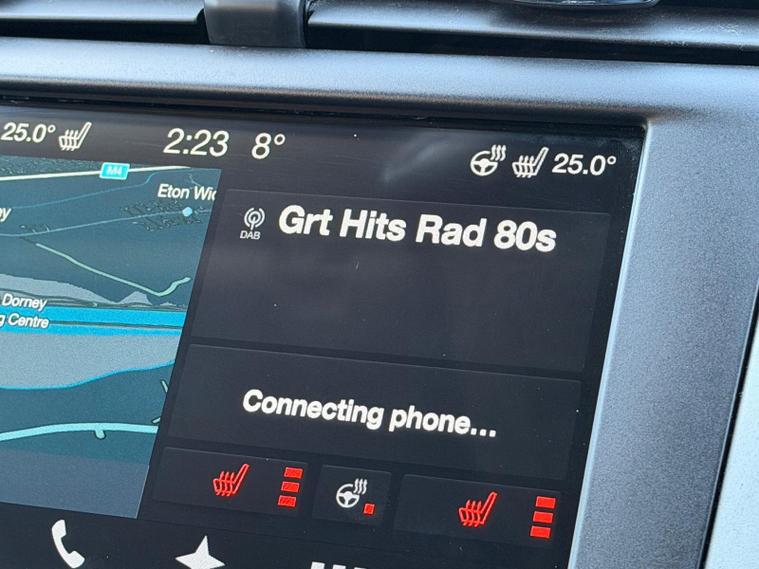 25.0°
2:23 8°
25.0°
M4
Eton Wic
DAB
Grt Hits Rad 80s
Dorney
g Centre
Connecting phone...